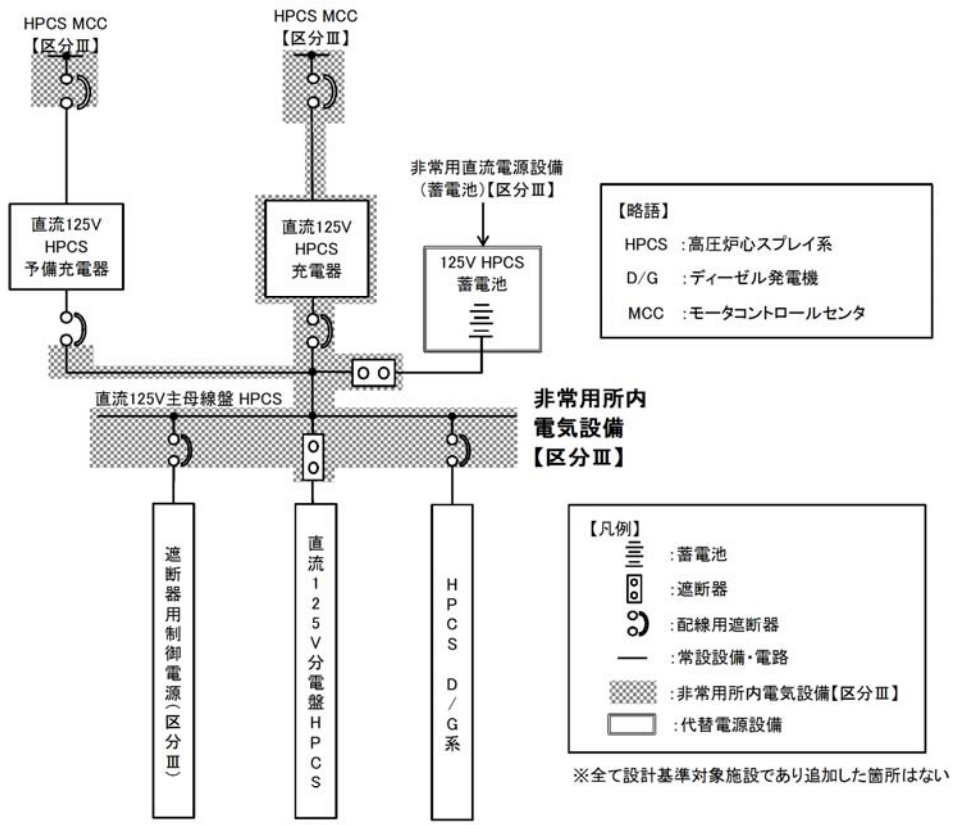 HPCS MCC
【区分Ⅲ】
HPCS MCC
【区分Ⅲ】
直流125V
HPCS
予備充電器
直流125V
HPCS
充電器
非常用直流電源設備
(蓄電池)【区分Ⅲ】
125V HPCS
蓄電池
【略語】
HPCS :高圧炉心スプレイ系
D/G :ディーゼル発電機
MCC :モータコントロールセンタ
直流125V主母線盤 HPCS
非常用所内
電気設備
【区分Ⅲ】
遮断器用制御電源(区分Ⅲ)
直流125V分電盤HPCS
HPCS D/G系
【凡例】
:蓄電池
:遮断器
:配線用遮断器
:常設設備・電路
:非常用所内電気設備【区分Ⅲ】
:代替電源設備
※全て設計基準対象施設であり追加した箇所はない